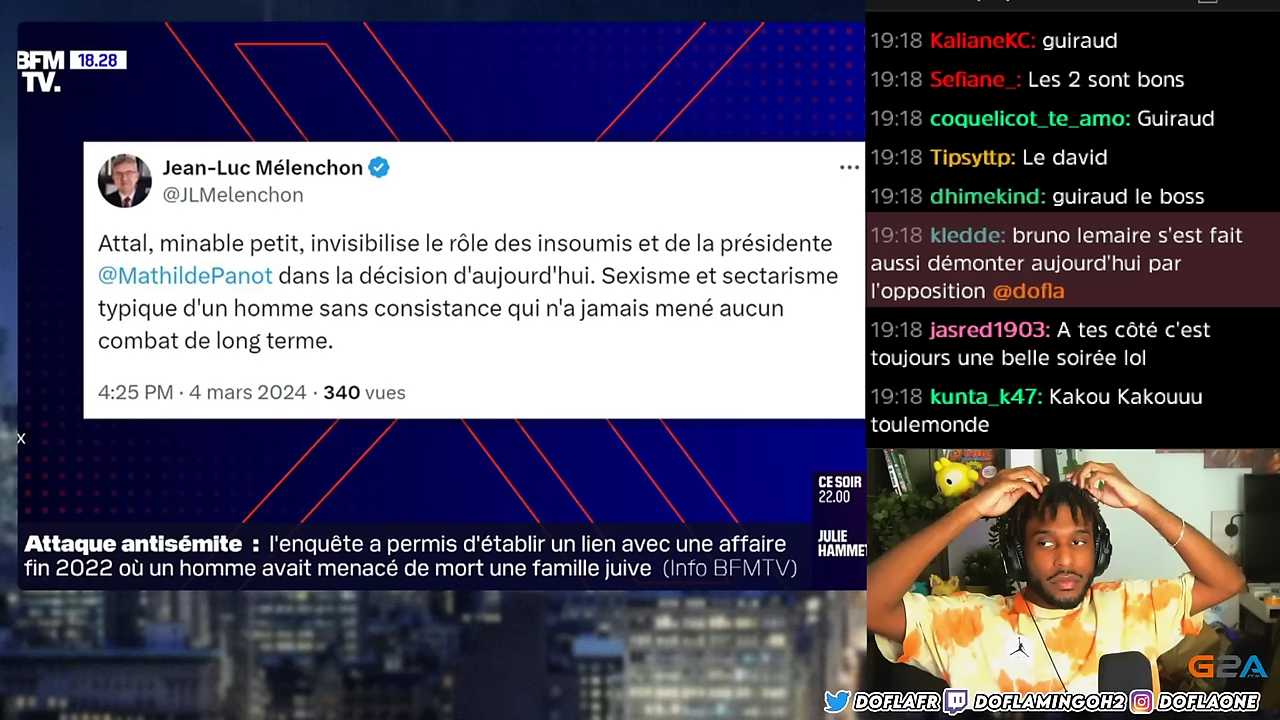 BFM
TV.
18.28
Jean-Luc Mélenchon
@JLMelenchon
Attal, minable petit, invisibilise le rôle des insoumis et de la présidente
@MathildePanot dans la décision d'aujourd'hui. Sexisme et sectarisme
typique d'un homme sans consistance qui n'a jamais mené aucun
combat de long terme.
4:25 PM · 4 mars 2024 · 340 vues
x
CE SOIR
22.00
JULIE
HAMMET
Attaque antisémite : l'enquête a permis d'établir un lien avec une affaire
fin 2022 où un homme avait menacé de mort une famille juive (Info BFMTV)
19:18 KalianeKC: guiraud
19:18 Sefiane_: Les 2 sont bons
19:18 coquelicot_te_amo: Guiraud
19:18 Tipsyttp: Le david
19:18 dhimekind: guiraud le boss
19:18 kledde: bruno lemaire s'est fait
aussi démonter aujourd'hui par
l'opposition @dofla
19:18 jasred1903: A tes côté c'est
toujours une belle soirée lol
19:18 kunta_k47: Kakou Kakouuu
toulemonde
G2A
.COM
DOFLAFR DOFLAMINGOH2 DOFLAONE